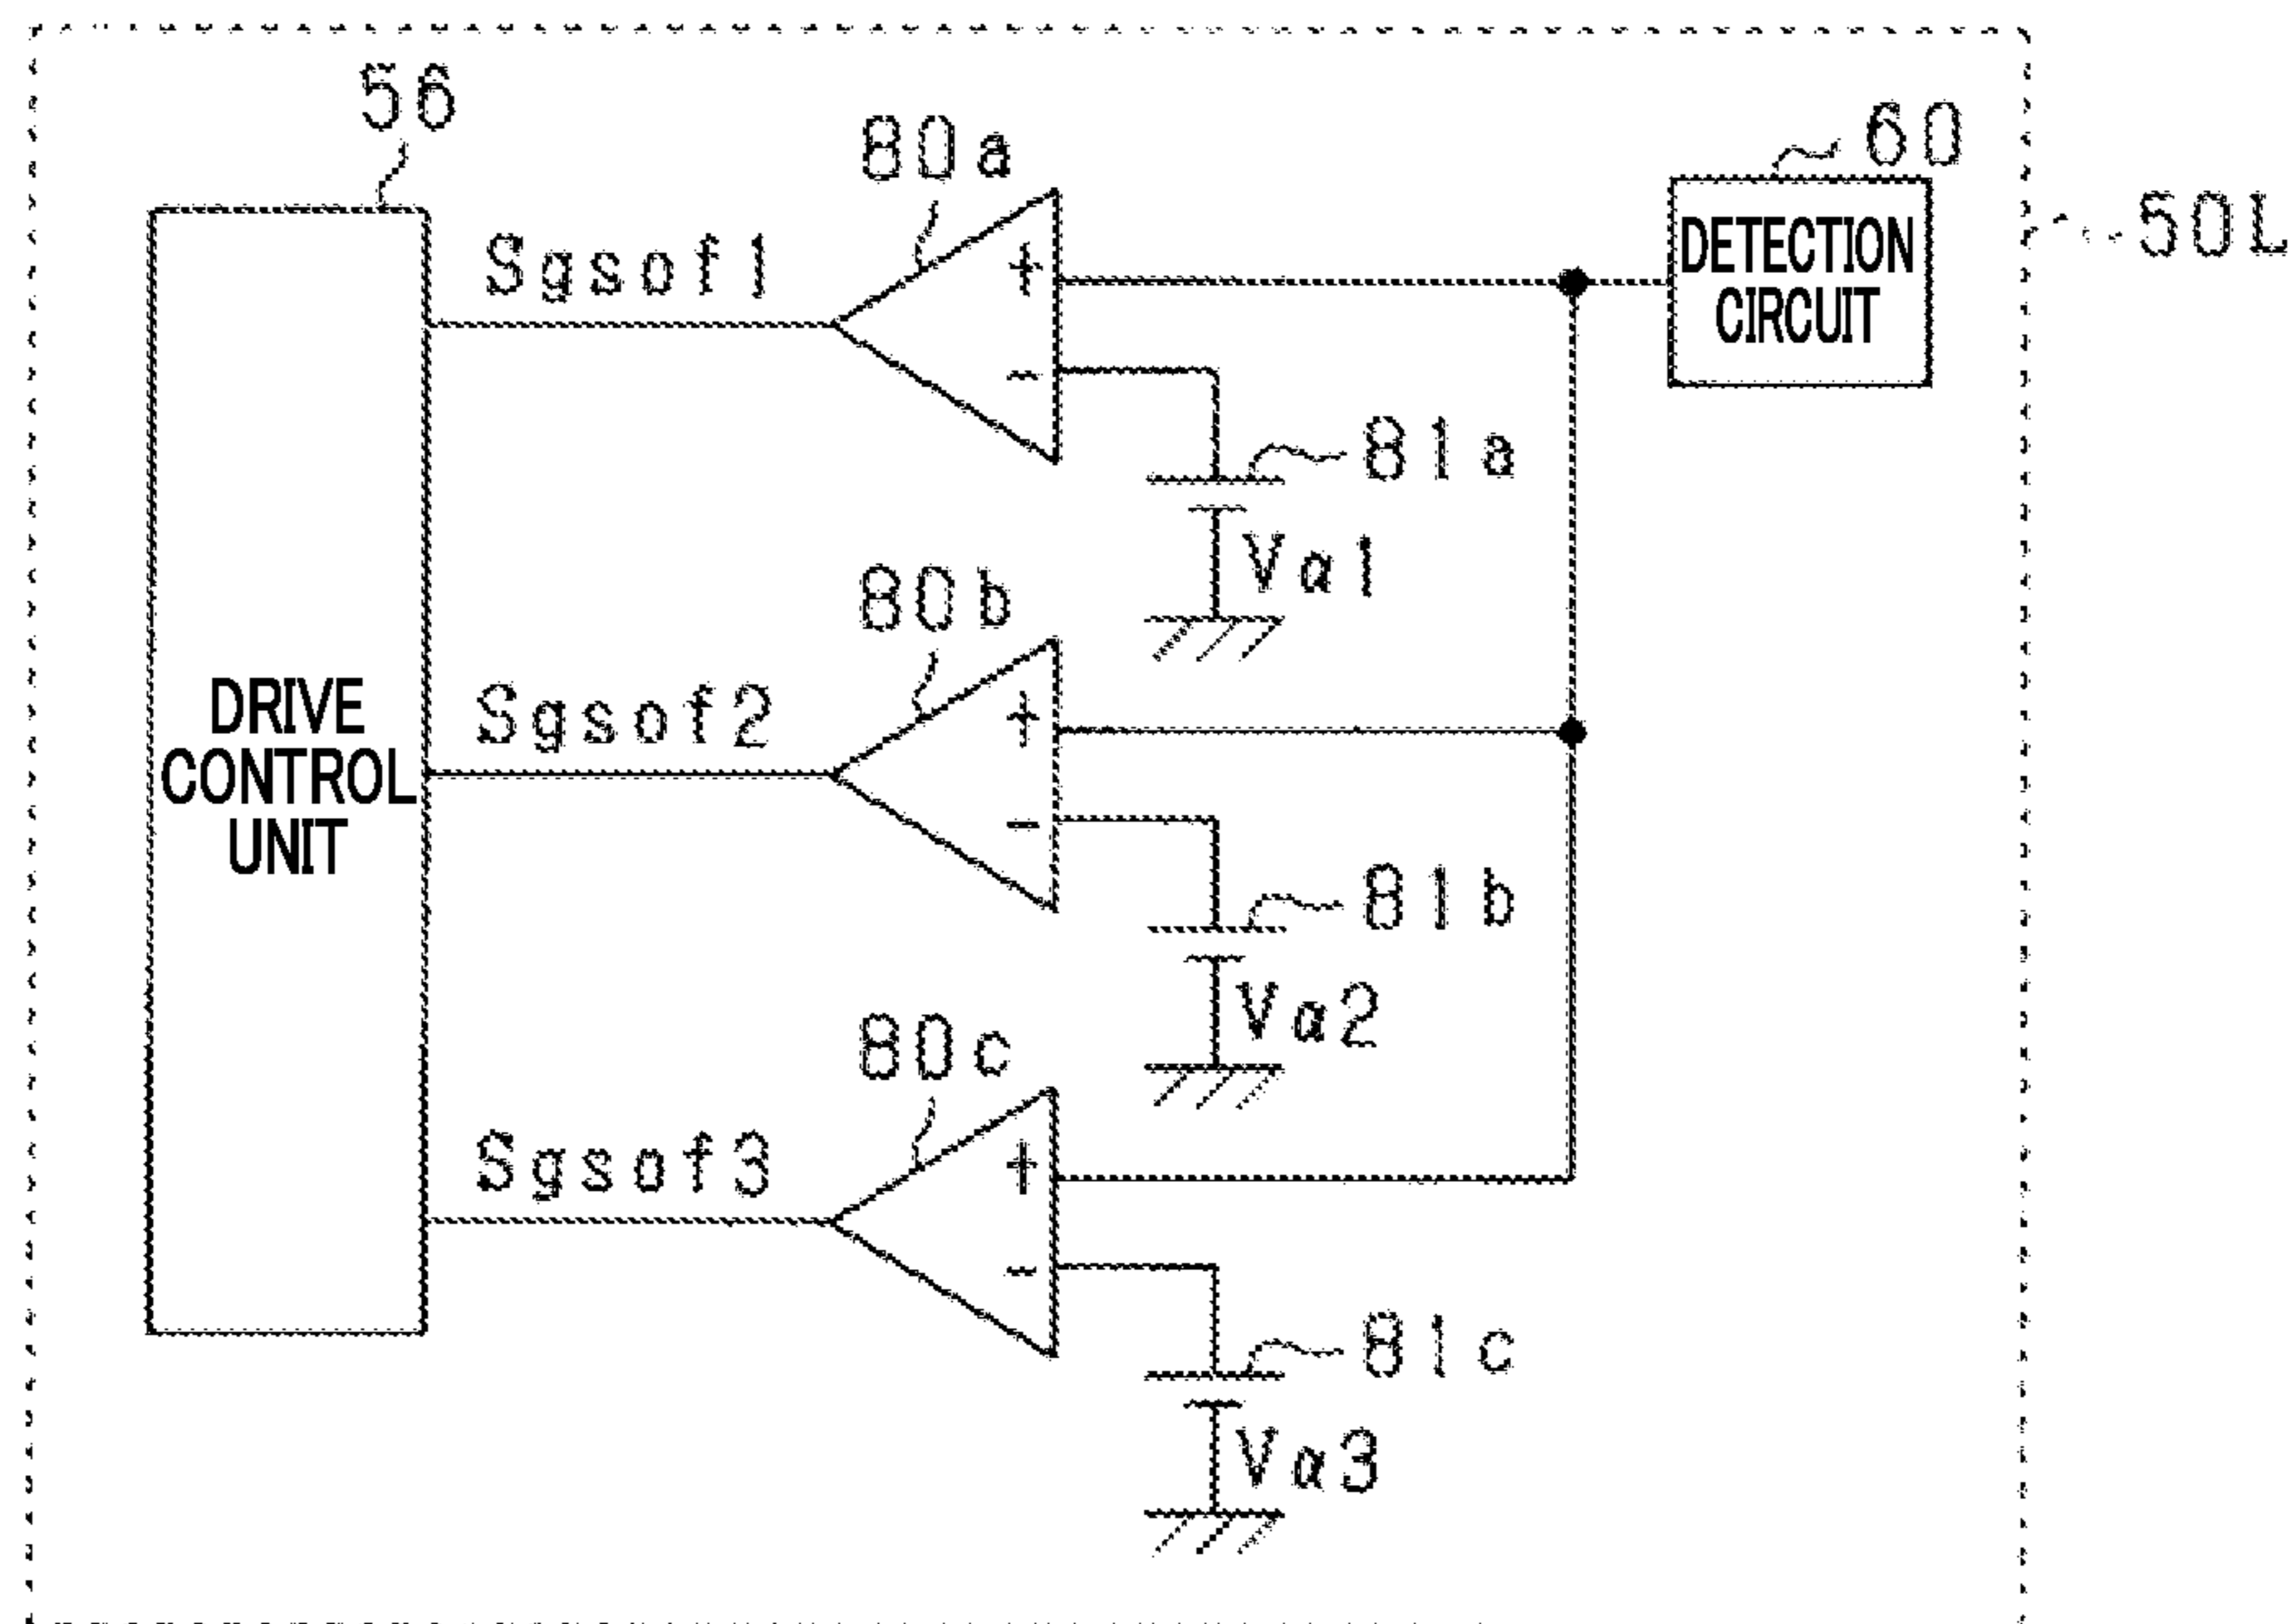 56
80a
60
50L
Sgsof1
+
DETECTION
CIRCUIT
-
81a
Vα1
80b
DRIVE
CONTROL
UNIT
Sgsof2
+
-
81b
Vα2
80c
Sgsof3
+
-
81c
Vα3